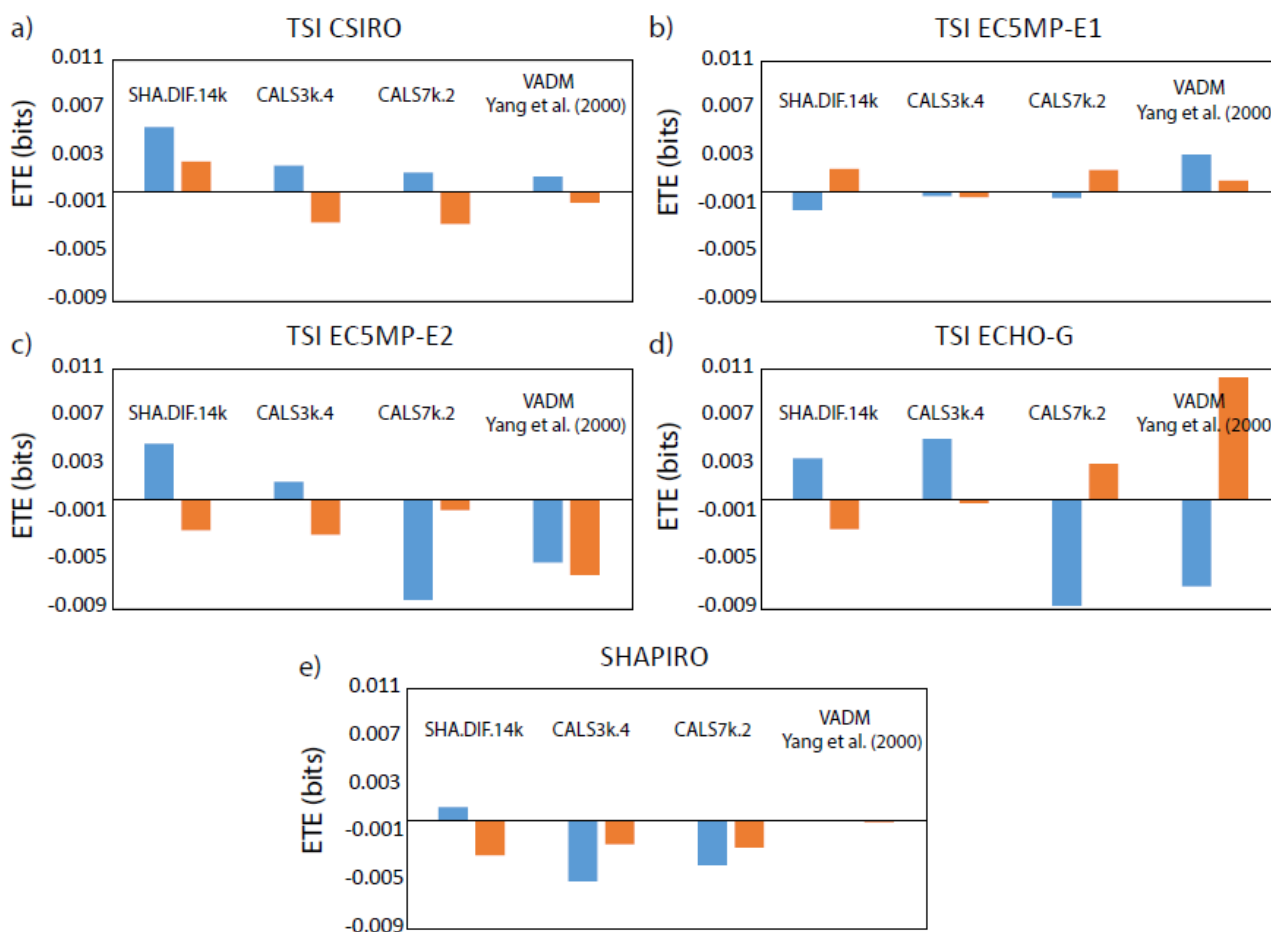 a)
TSI CSIRO
0.011
0.007
0.003
-0.001
-0.005
-0.009
ETE (bits)
SHA.DIF.14k
CALS3k.4
CALS7k.2
VADM
Yang et al. (2000)
b)
TSI EC5MP-E1
0.011
0.007
0.003
-0.001
-0.005
-0.009
ETE (bits)
SHA.DIF.14k
CALS3k.4
CALS7k.2
VADM
Yang et al. (2000
c)
TSI EC5MP-E2
0.011
0.007
0.003
-0.001
-0.005
-0.009
ETE (bits)
SHA.DIF.14k
CALS3k.4
CALS7k.2
VADM
Yang et al. (2000)
d)
TSI ECHO-G
0.011
0.007
0.003
-0.001
-0.005
-0.009
ETE (bits)
SHA.DIF.14k
CALS3k.4
CALS7k.2
VADM
Yang et al. (2000
e)
SHAPIRO
0.011
0.007
0.003
-0.001
-0.005
-0.009
ETE (bits)
SHA.DIF.14k
CALS3k.4
CALS7k.2
VADM
Yang et al. (2000)